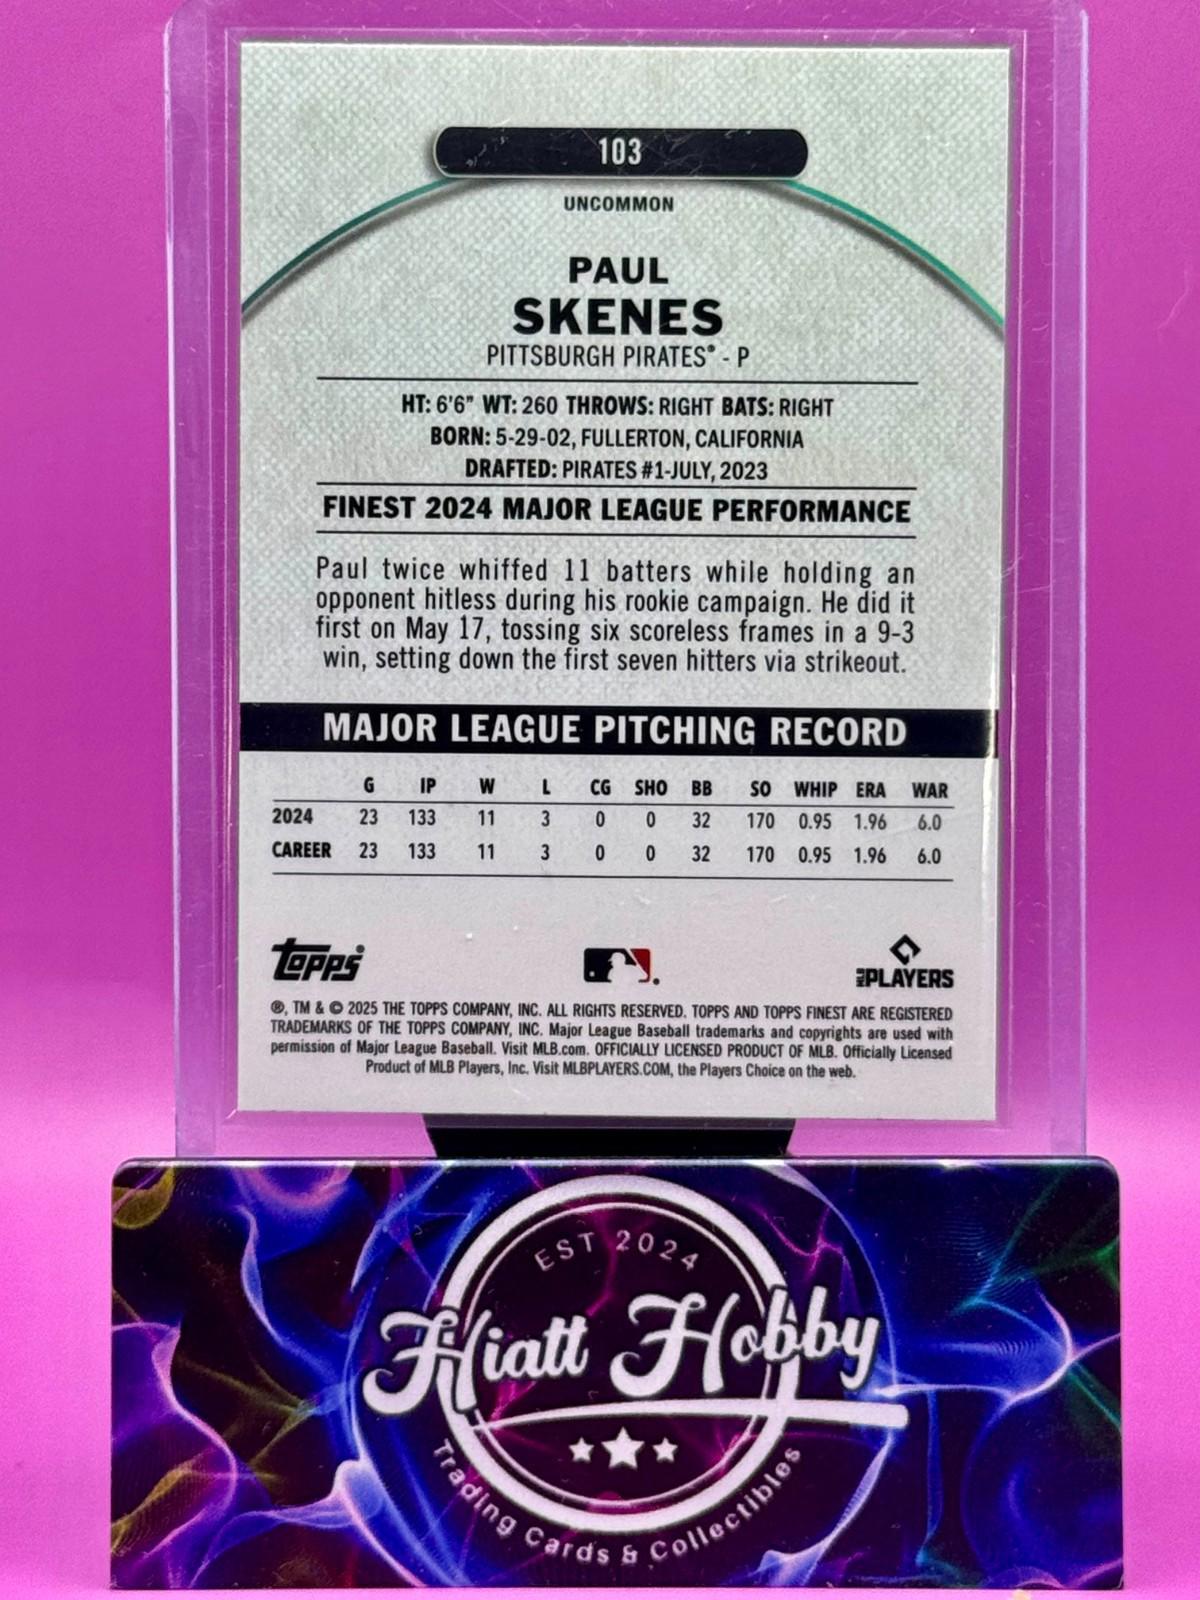 103
UNCOMMON
PAUL
SKENES
PITTSBURGH PIRATES® - P
HT: 6'6" WT: 260 THROWS: RIGHT BATS: RIGHT
BORN: 5-29-02, FULLERTON, CALIFORNIA
DRAFTED: PIRATES #1-JULY, 2023
FINEST 2024 MAJOR LEAGUE PERFORMANCE
Paul twice whiffed 11 batters while holding an
opponent hitless during his rookie campaign. He did it
first on May 17, tossing six scoreless frames in a 9-3
win, setting down the first seven hitters via strikeout.
MAJOR LEAGUE PITCHING RECORD
G IP W L CG SHO BB SO WHIP ERA WAR
2024 23 133 11 3 0 0 32 170 0.95 1.96 6.0
CAREER 23 133 11 3 0 0 32 170 0.95 1.96 6.0
Topps
MLB PLAYERS
®, TM & © 2025 THE TOPPS COMPANY, INC. ALL RIGHTS RESERVED. TOPPS AND TOPPS FINEST ARE REGISTERED
TRADEMARKS OF THE TOPPS COMPANY, INC. Major League Baseball trademarks and copyrights are used with
permission of Major League Baseball. Visit MLB.com. OFFICIALLY LICENSED PRODUCT OF MLB. Officially Licensed
Product of MLB Players, Inc. Visit MLBPLAYERS.COM, the Players Choice on the web.
EST 2024
Hiatt Hobby
Trading Cards & Collectibles